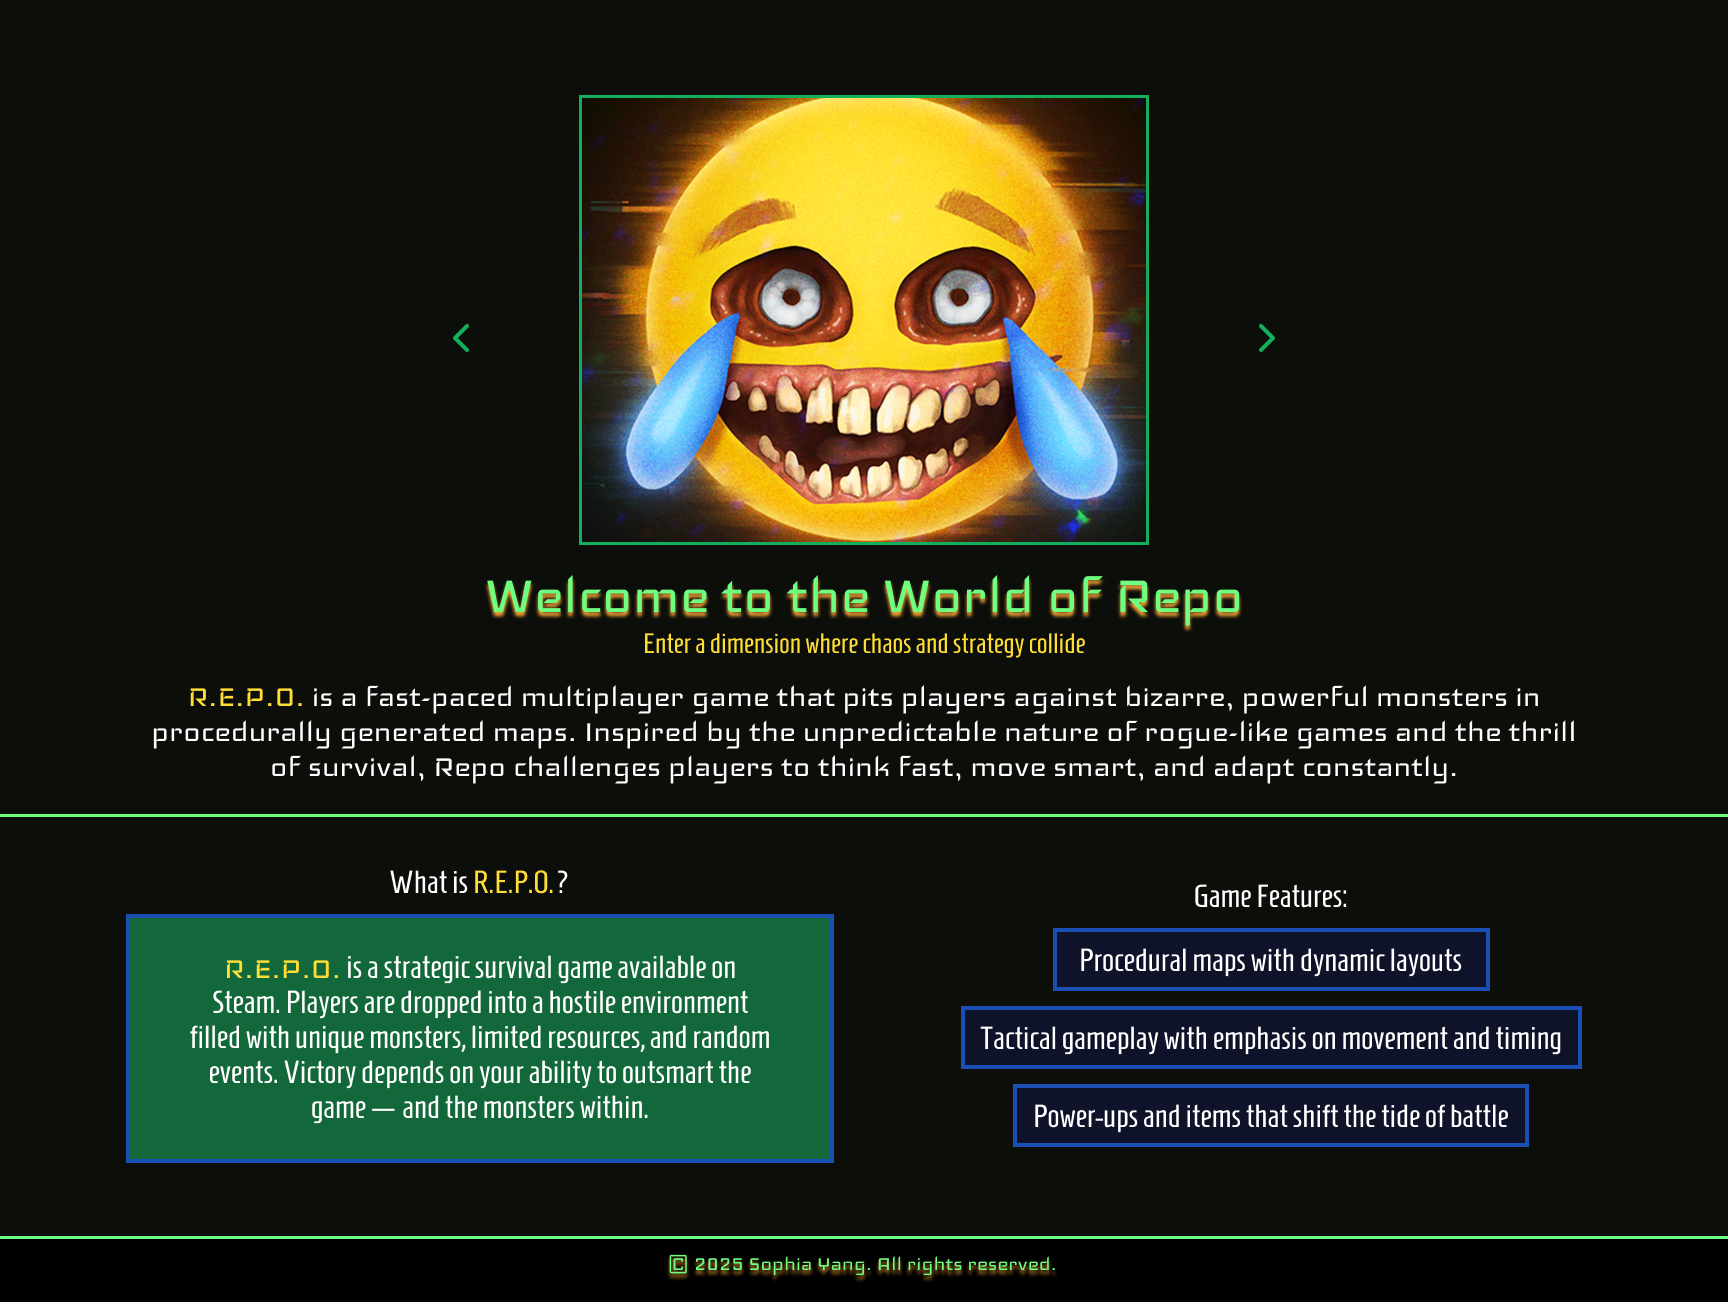 Welcome to the World of Repo
Enter a dimension where chaos and strategy collide
R.E.P.O. is a fast-paced multiplayer game that pits players against bizarre, powerful monsters in
procedurally generated maps. Inspired by the unpredictable nature of rogue-like games and the thrill
of survival, Repo challenges players to think fast, move smart, and adapt constantly.
What is R.E.P.O.?
R.E.P.O. is a strategic survival game available on
Steam. Players are dropped into a hostile environment
filled with unique monsters, limited resources, and random
events. Victory depends on your ability to outsmart the
game — and the monsters within.
Game Features:
Procedural maps with dynamic layouts
Tactical gameplay with emphasis on movement and timing
Power-ups and items that shift the tide of battle
© 2025 Sophia Yang. All rights reserved.